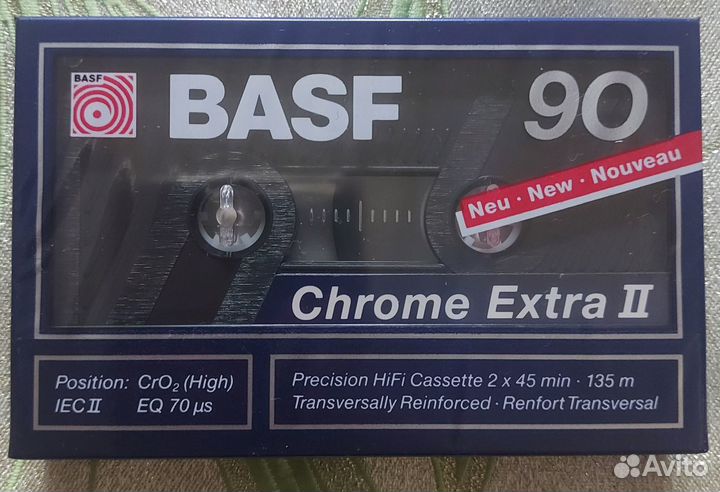 BASF
BASF 90
Neu · New · Nouveau
Chrome Extra II
Position: CrO₂ (High)
IEC II EQ 70 µs
Precision HiFi Cassette 2 x 45 min · 135 m
Transversally Reinforced · Renfort Transversal
Avito